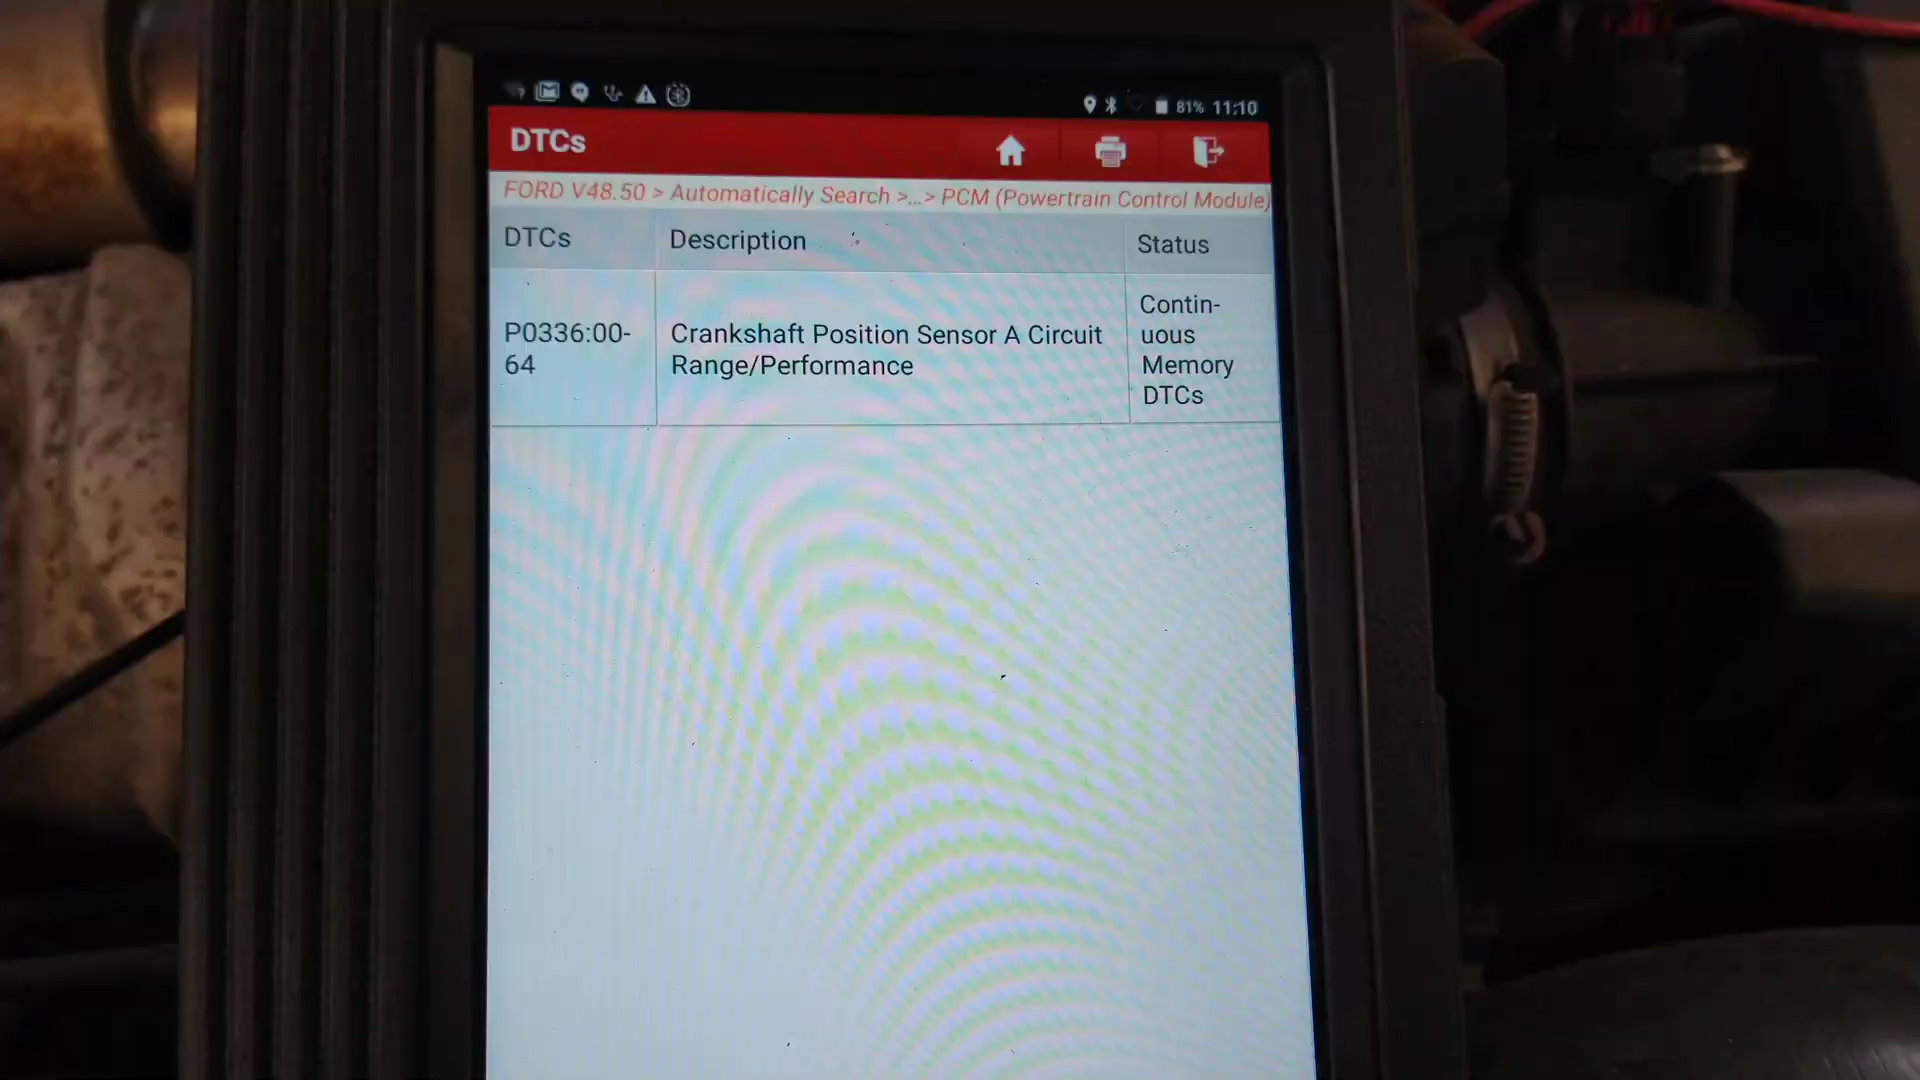 81% 11:10
DTCs
FORD V48.50 > Automatically Search >...> PCM (Powertrain Control Module)
DTCs Description Status
P0336:00-
64
Crankshaft Position Sensor A Circuit
Range/Performance
Contin-
uous
Memory
DTCs